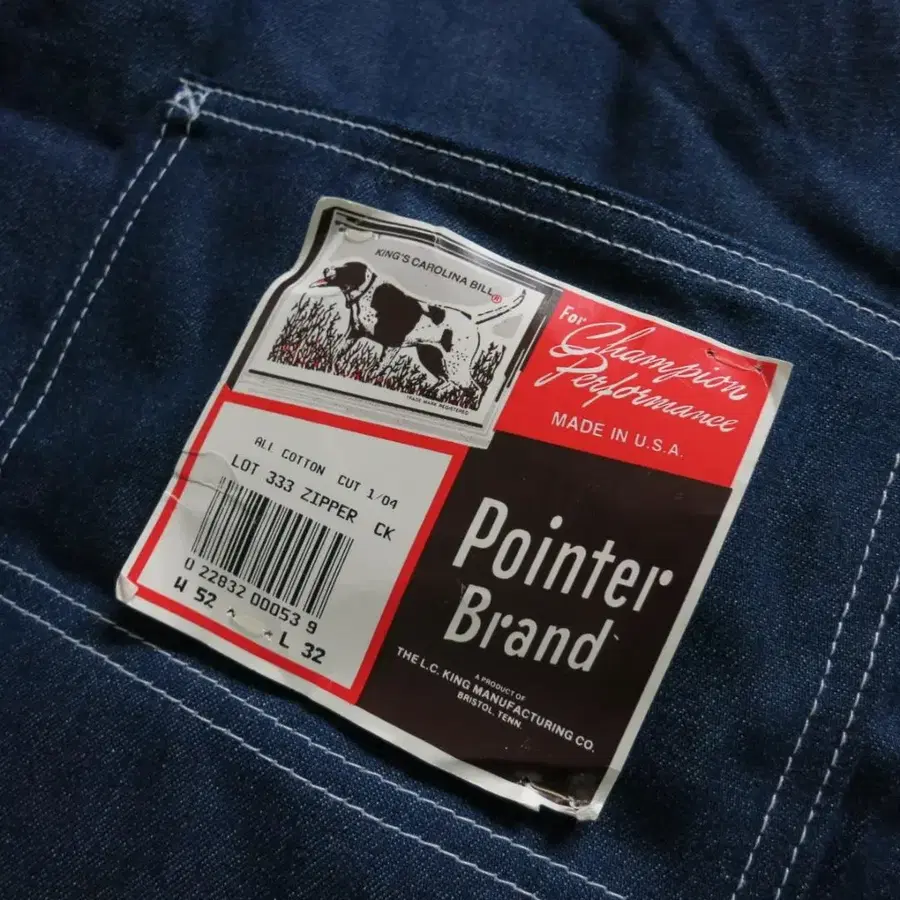 KING'S CAROLINA BILL®
TRADE MARK REGISTERED
For
Champion
Performance
MADE IN U.S.A.
ALL COTTON CUT 1/04
LOT 333 ZIPPER CK
0 22832 00053 9
W 52 L 32
Pointer
Brand
A PRODUCT OF
THE L.C. KING MANUFACTURING CO.
BRISTOL, TENN.